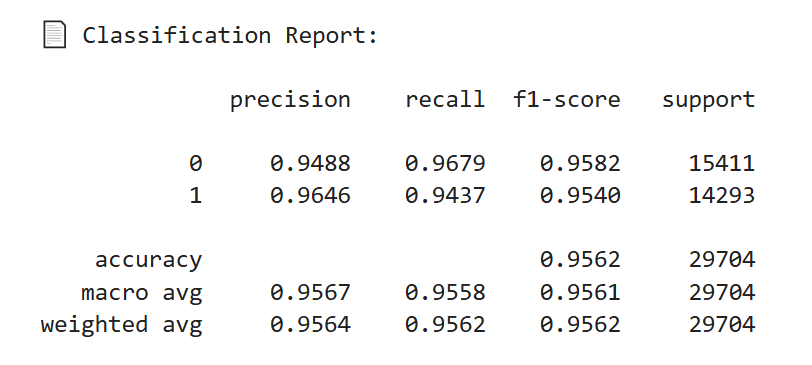 📄 Classification Report:
precision recall f1-score support
0 0.9488 0.9679 0.9582 15411
1 0.9646 0.9437 0.9540 14293
accuracy 0.9562 29704
macro avg 0.9567 0.9558 0.9561 29704
weighted avg 0.9564 0.9562 0.9562 29704